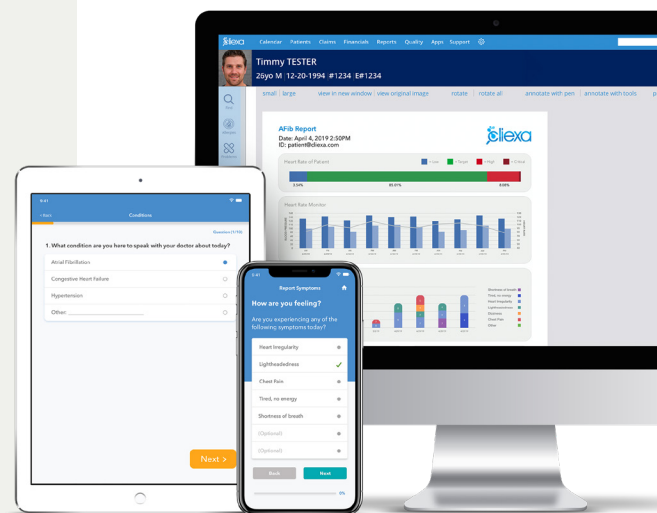 cliexa
Calendar Patients Claims Financials Reports Quality Apps Support
Timmy TESTER
26yo M 12-20-1994 #1234 E#1234
small | large view in new window | view original image rotate | rotate all annotate with pen | annotate with tools
AFib Report
Date: April 4, 2019 2:50PM
ID: patient@cliexa.com
cliexa
Heart Rate of Patient
Heart Rate Monitor
Shortness of breath
Tired, no energy
Heart Irregularity
Lightheadedness
Dizziness
Chest Pain
Other
9:41
< Back
Conditions
Question (1/10)
1. What condition are you here to speak with your doctor about today?
Atrial Fibrillation
Congestive Heart Failure
Hypertension
Other:
Next >
9:41
Report Symptoms
How are you feeling?
Are you experiencing any of the
following symptoms today?
Heart Irregularity
Lightheadedness
Chest Pain
Tired, no energy
Shortness of breath
(Optional)
(Optional)
Back Next
0%